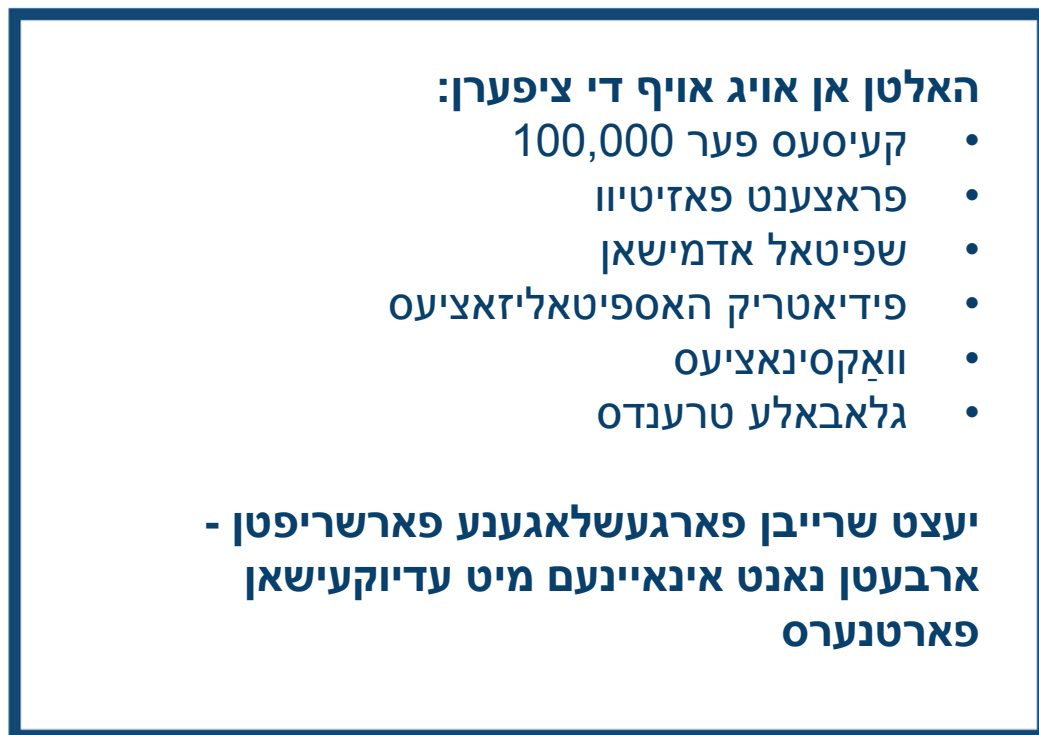 האלטן אן אויג אויף די ציפערן:
• קעיסעס פער 100,000
• פראצענט פאזיטיוו
• שפיטאל אדמישאן
• פידיאטריק האספיטאליזאציעס
• וואַקסינאציעס
• גלאבאלע טרענדס
יעצט שרייבן פארגעשלאגענע פארשריפטן -
ארבעטן נאנט אינאיינעם מיט עדיוקעישאן
פארטנערס